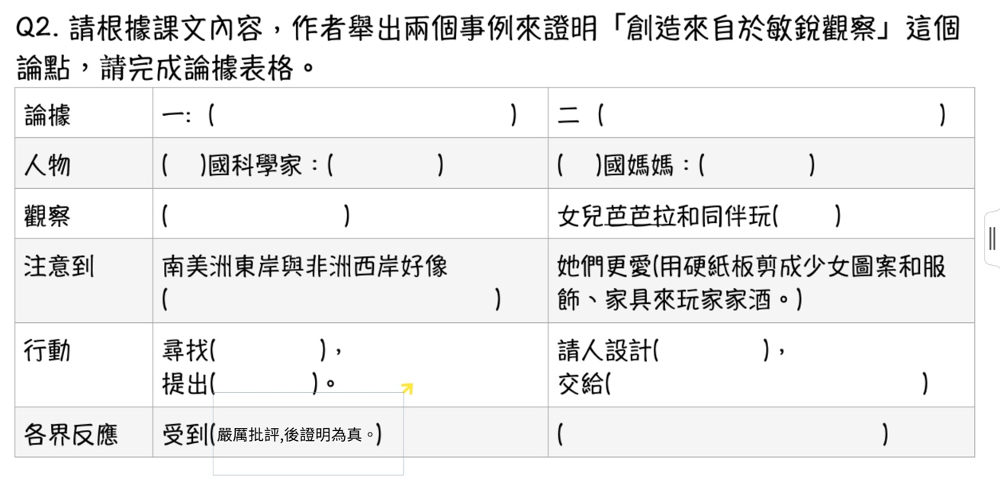 Q2. 請根據課文內容，作者舉出兩個事例來證明「創造來自於敏銳觀察」這個
論點，請完成論據表格。
論據 一: ( ) 二 ( )
人物 ( )國科學家：( ) ( )國媽媽：( )
觀察 ( ) 女兒芭芭拉和同伴玩( )
注意到 南美洲東岸與非洲西岸好像
( )
她們更愛(用硬紙板剪成少女圖案和服
飾、家具來玩家家酒。)
行動 尋找( )，
提出( )。
請人設計( )，
交給( )
各界反應 受到(嚴厲批評,後證明為真。) ( )